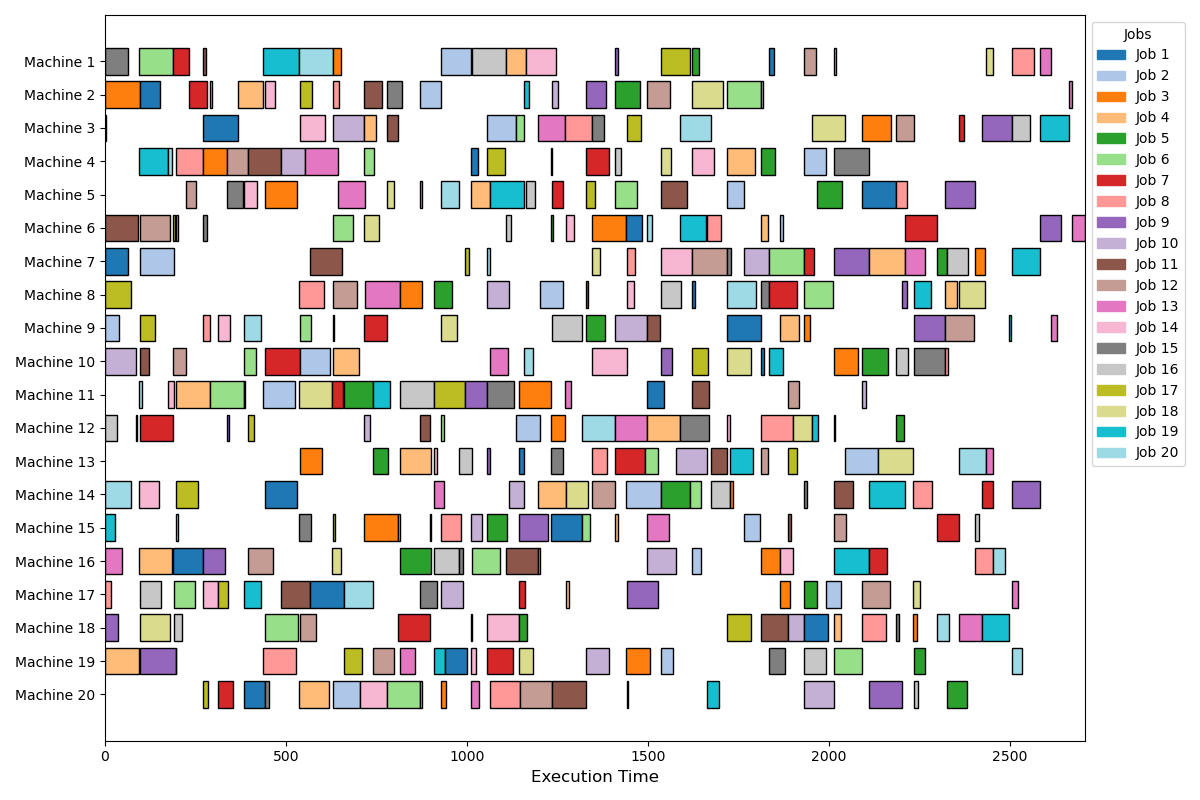 Machine 1
Machine 2
Machine 3
Machine 4
Machine 5
Machine 6
Machine 7
Machine 8
Machine 9
Machine 10
Machine 11
Machine 12
Machine 13
Machine 14
Machine 15
Machine 16
Machine 17
Machine 18
Machine 19
Machine 20
0 500 1000 1500 2000 2500
Execution Time
Jobs
Job 1
Job 2
Job 3
Job 4
Job 5
Job 6
Job 7
Job 8
Job 9
Job 10
Job 11
Job 12
Job 13
Job 14
Job 15
Job 16
Job 17
Job 18
Job 19
Job 20